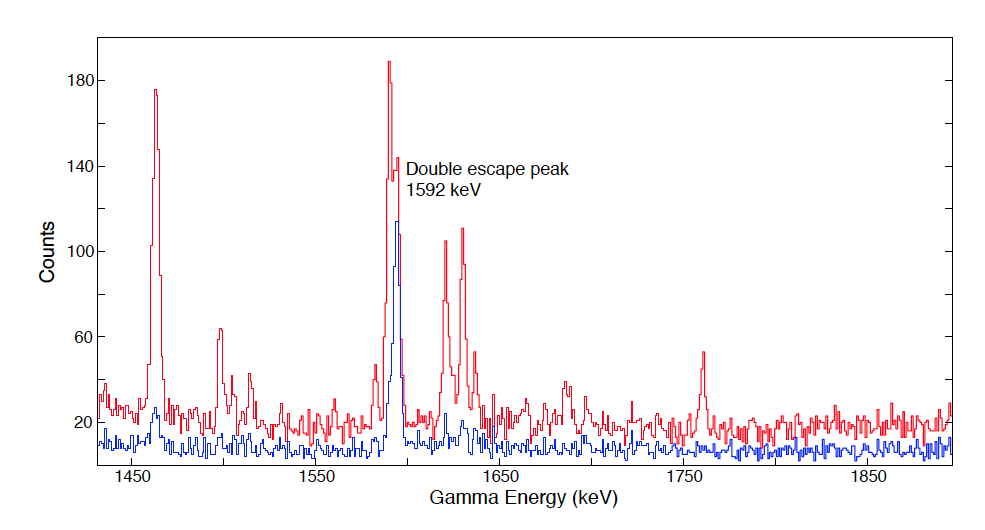 180
140
100
60
20
Counts
Double escape peak
1592 keV
1450 1550 1650 1750 1850
Gamma Energy (keV)